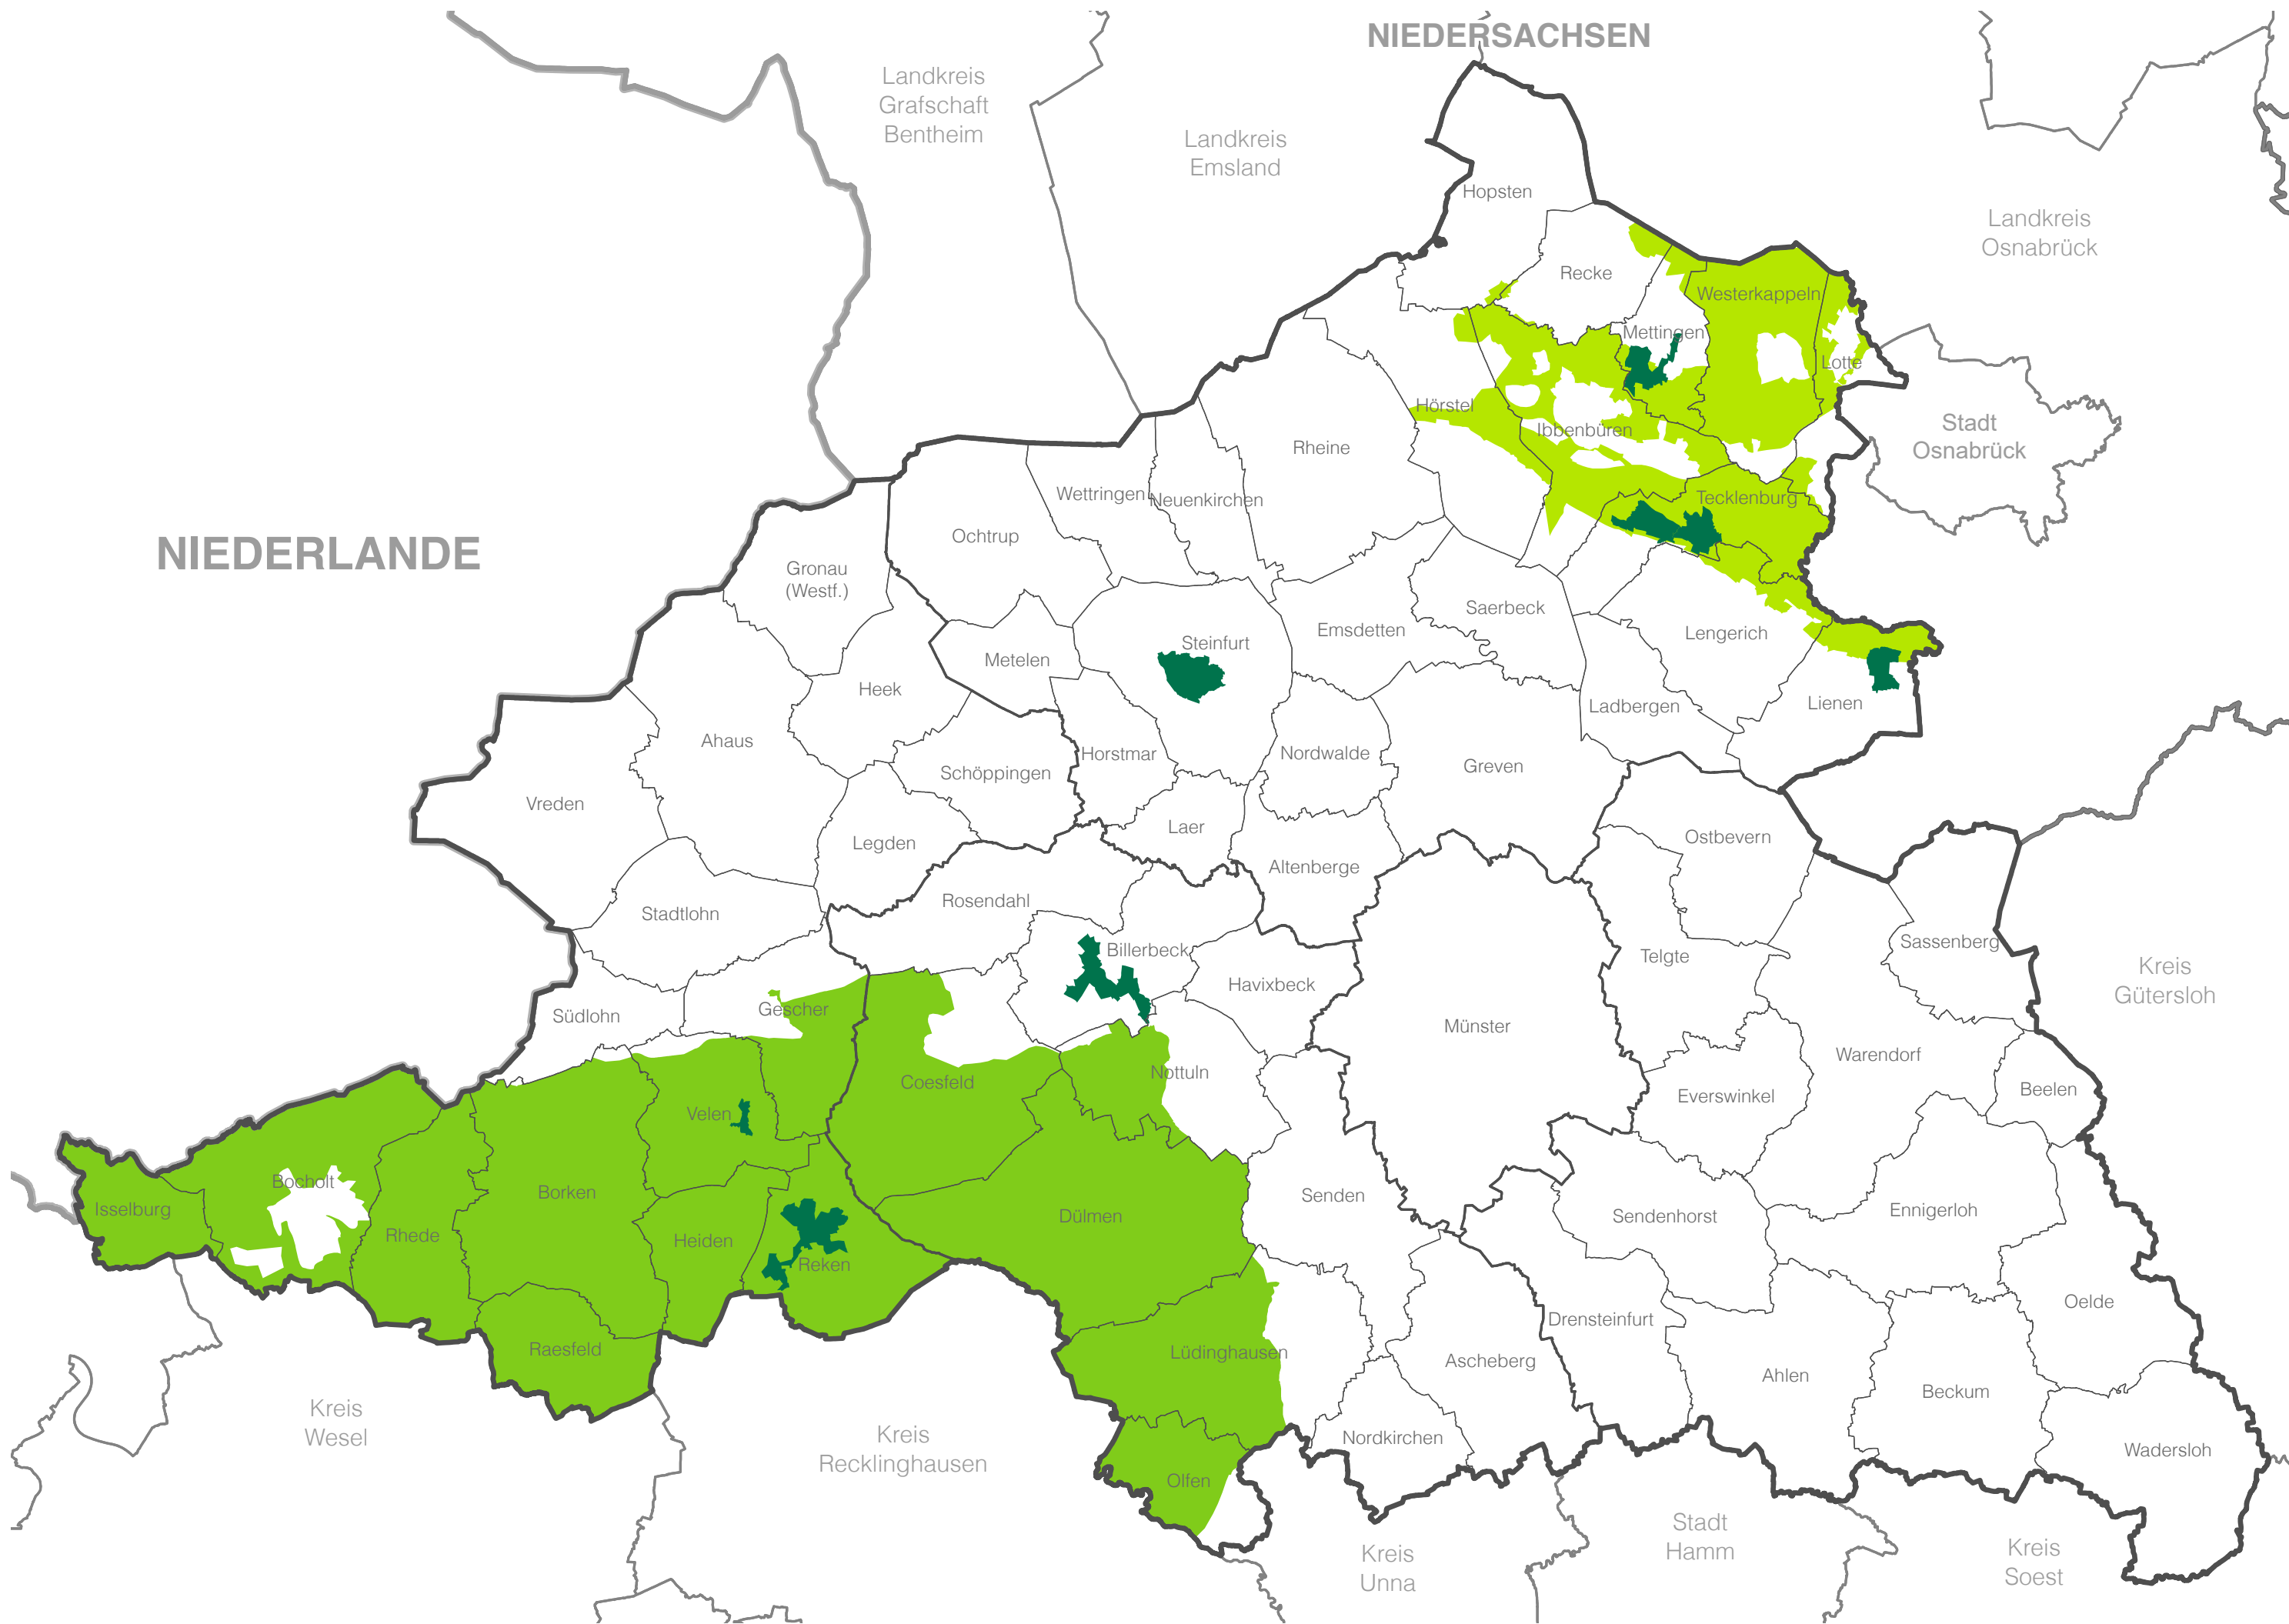 NIEDERSACHSEN
Landkreis
Grafschaft
Bentheim
Landkreis
Emsland
Hopsten
Landkreis
Osnabrück
Recke
Westerkappeln
Mettingen
Lotte
Hörstel
Ibbenbüren
Stadt
Osnabrück
Rheine
Wettringen
Neuenkirchen
Tecklenburg
Ochtrup
NIEDERLANDE
Gronau
(Westf.)
Saerbeck
Emsdetten
Lengerich
Steinfurt
Metelen
Heek
Ladbergen
Lienen
Ahaus
Horstmar
Nordwalde
Greven
Schöppingen
Vreden
Laer
Ostbevern
Legden
Altenberge
Rosendahl
Stadtlohn
Billerbeck
Sassenberg
Telgte
Havixbeck
Kreis
Gütersloh
Gescher
Südlohn
Münster
Warendorf
Nottuln
Coesfeld
Beelen
Everswinkel
Velen
Bocholt
Borken
Senden
Isselburg
Dülmen
Sendenhorst
Ennigerloh
Rhede
Heiden
Reken
Oelde
Drensteinfurt
Raesfeld
Lüdinghausen
Ascheberg
Ahlen
Beckum
Kreis
Wesel
Kreis
Recklinghausen
Nordkirchen
Wadersloh
Olfen
Stadt
Hamm
Kreis
Unna
Kreis
Soest